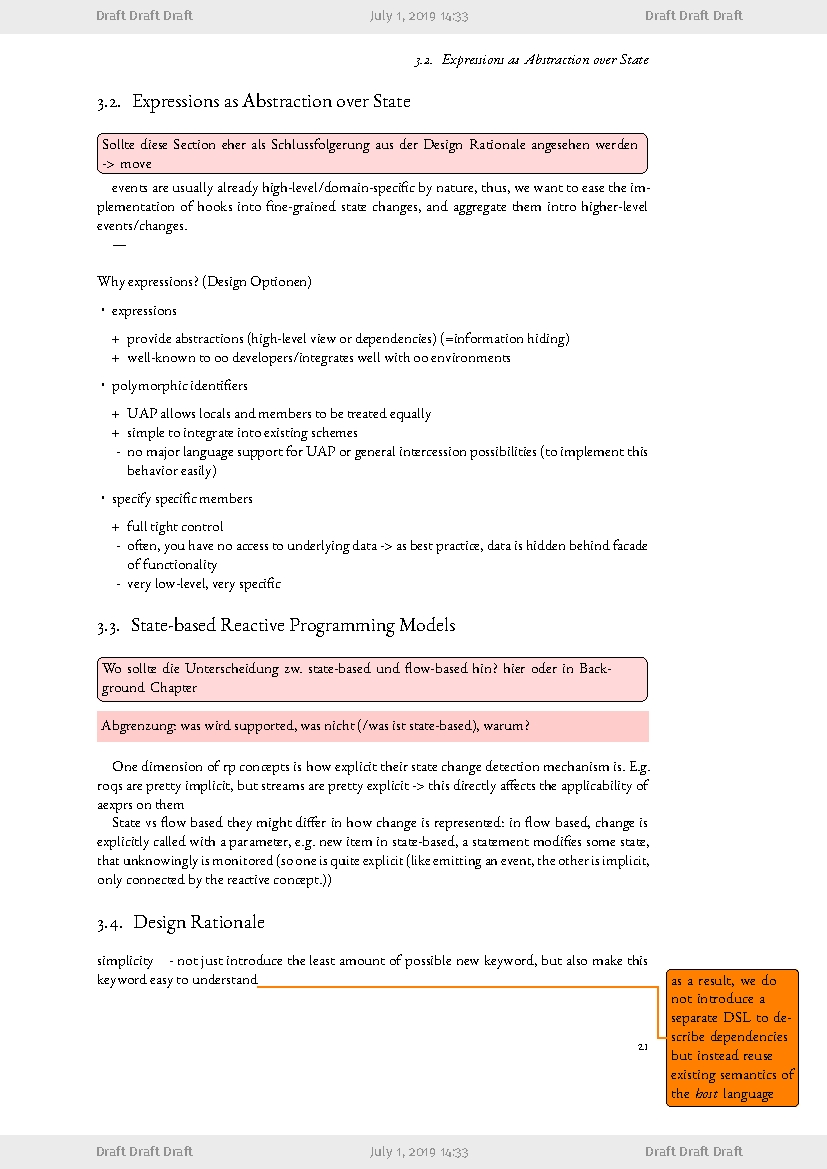 Draft Draft Draft July 1, 2019 14:33 Draft Draft Draft
3.2. Expressions as Abstraction over State
3.2. Expressions as Abstraction over State
Sollte diese Section eher als Schlussfolgerung aus der Design Rationale angesehen werden
-> move
events are usually already high-level/domain-specific by nature, thus, we want to ease the im-
plementation of hooks into fine-grained state changes, and aggregate them intro higher-level
events/changes.
—
Why expressions? (Design Optionen)
• expressions
+ provide abstractions (high-level view or dependencies) (=information hiding)
+ well-known to oo developers/integrates well with oo environments
• polymorphic identifiers
+ UAP allows locals and members to be treated equally
+ simple to integrate into existing schemes
- no major language support for UAP or general intercession possibilities (to implement this
behavior easily)
• specify specific members
+ full tight control
- often, you have no access to underlying data -> as best practice, data is hidden behind facade
of functionality
- very low-level, very specific
3.3. State-based Reactive Programming Models
Wo sollte die Unterscheidung zw. state-based und flow-based hin? hier oder in Back-
ground Chapter
Abgrenzung: was wird supported, was nicht (/was ist state-based), warum?
One dimension of rp concepts is how explicit their state change detection mechanism is. E.g.
roqs are pretty implicit, but streams are pretty explicit -> this directly affects the applicability of
aexprs on them
State vs flow based they might differ in how change is represented: in flow based, change is
explicitly called with a parameter, e.g. new item in state-based, a statement modifies some state,
that unknowingly is monitored (so one is quite explicit (like emitting an event, the other is implicit,
only connected by the reactive concept.))
3.4. Design Rationale
simplicity - not just introduce the least amount of possible new keyword, but also make this
keyword easy to understand
as a result, we do
not introduce a
separate DSL to de-
scribe dependencies
but instead reuse
existing semantics of
the host language
21
Draft Draft Draft July 1, 2019 14:33 Draft Draft Draft